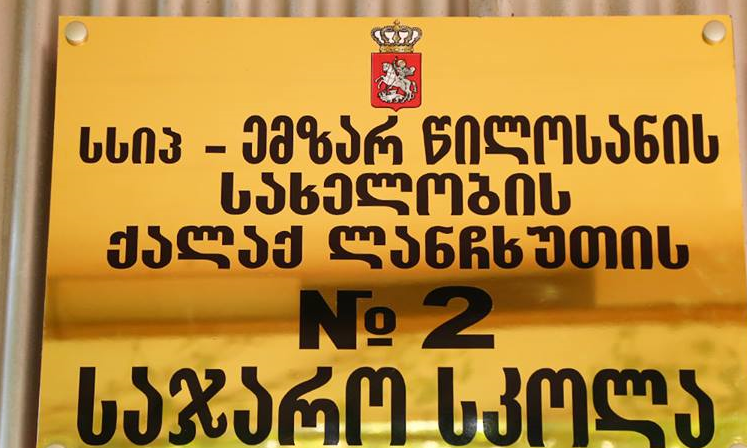 სსიპ - ემზარ წილოსანის
სახელობის
ქალაქ ლანჩხუთის
№ 2
საჯარო სკოლა